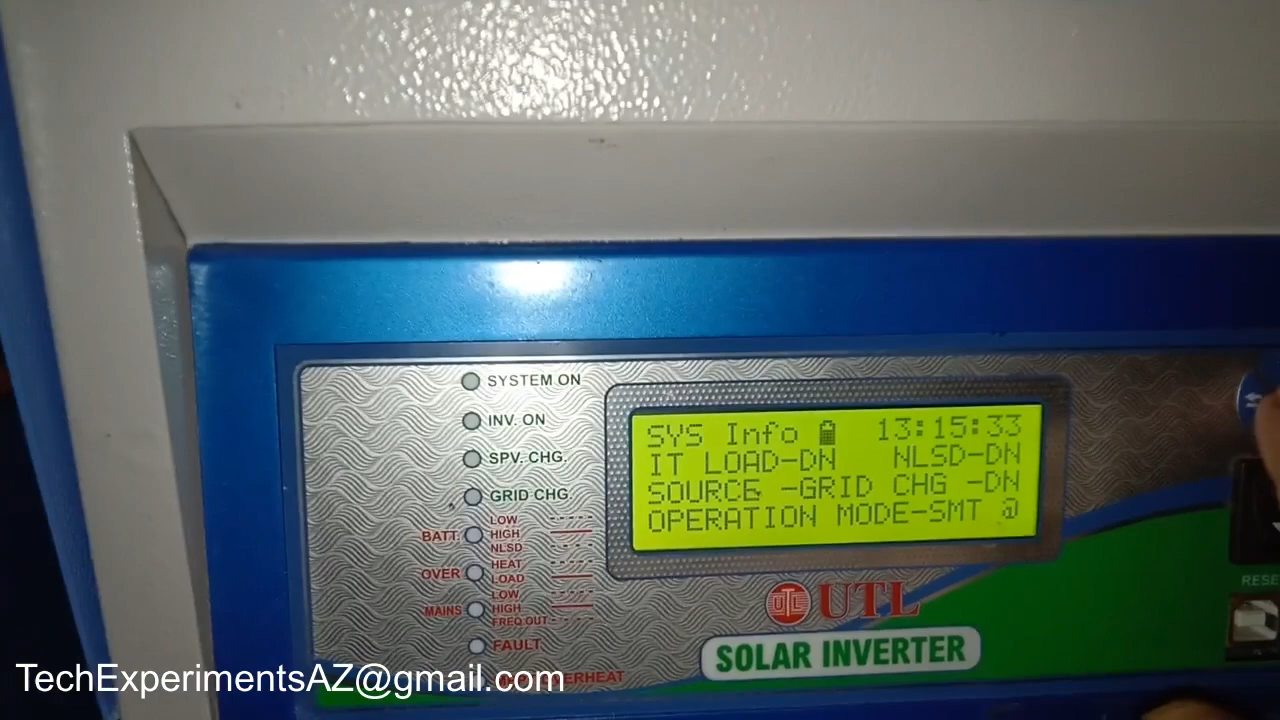 SYSTEM ON
INV. ON
SPV. CHG.
GRID CHG
BATT.
LOW
HIGH
NLSD
OVER
HEAT
LOAD
MAINS
LOW
HIGH
FREQ.OUT
FAULT
SYS Info 13:15:33
IT LOAD-DN NLSD-DN
SOURCE -GRID CHG -DN
OPERATION MODE-SMT @
UTL
UTL
SOLAR INVERTER
TechExperimentsAZ@gmail.com